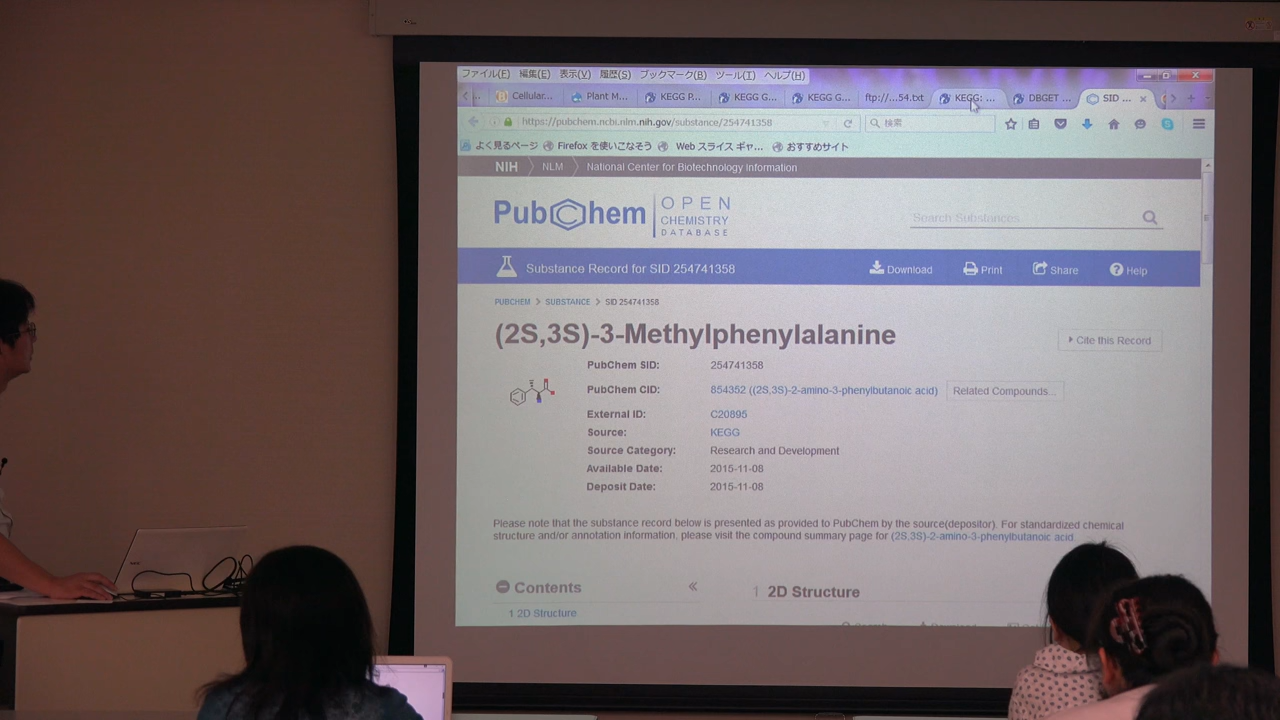 ファイル(F) 編集(E) 表示(V) 履歴(S) ブックマーク(B) ツール(T) ヘルプ(H)
Cellular... Plant M... KEGG P... KEGG G... KEGG G... ftp://...54.txt KEGG: ... DBGET ... SID ...
https://pubchem.ncbi.nlm.nih.gov/substance/254741358 検索
よく見るページ Firefox を使いこなそう Web スライス ギャ... おすすめサイト
NIH NLM National Center for Biotechnology Information
PubChem OPEN CHEMISTRY DATABASE
Search Substances
Substance Record for SID 254741358 Download Print Share Help
PUBCHEM > SUBSTANCE > SID 254741358
(2S,3S)-3-Methylphenylalanine
Cite this Record
PubChem SID: 254741358
PubChem CID: 854352 ((2S,3S)-2-amino-3-phenylbutanoic acid) Related Compounds...
External ID: C20895
Source: KEGG
Source Category: Research and Development
Available Date: 2015-11-08
Deposit Date: 2015-11-08
Please note that the substance record below is presented as provided to PubChem by the source(depositor). For standardized chemical
structure and/or annotation information, please visit the compound summary page for (2S,3S)-2-amino-3-phenylbutanoic acid.
Contents «
1 2D Structure
1 2D Structure